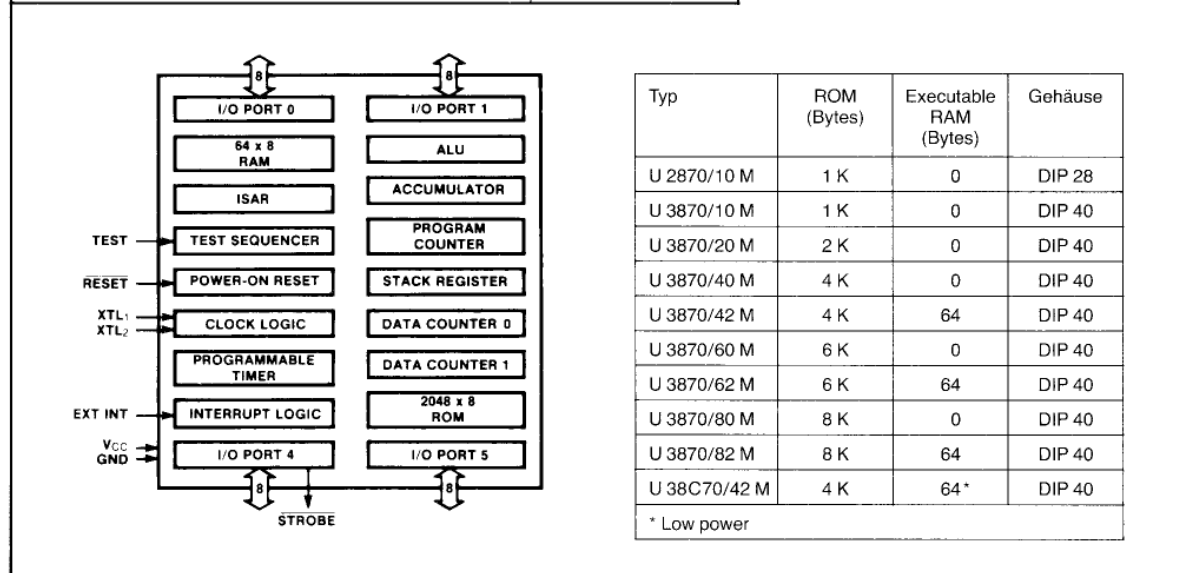 8 8
I/O PORT 0 I/O PORT 1
64 x 8
RAM
ALU
ISAR
ACCUMULATOR
TEST TEST SEQUENCER
PROGRAM
COUNTER
RESET POWER-ON RESET STACK REGISTER
XTL₁
XTL₂
CLOCK LOGIC DATA COUNTER 0
PROGRAMMABLE
TIMER
DATA COUNTER 1
EXT INT INTERRUPT LOGIC
2048 x 8
ROM
VCC
GND
I/O PORT 4 I/O PORT 5
8 8
STROBE
Typ ROM Executable Gehäuse
(Bytes) RAM
(Bytes)
U 2870/10 M 1 K 0 DIP 28
U 3870/10 M 1 K 0 DIP 40
U 3870/20 M 2 K 0 DIP 40
U 3870/40 M 4 K 0 DIP 40
U 3870/42 M 4 K 64 DIP 40
U 3870/60 M 6 K 0 DIP 40
U 3870/62 M 6 K 64 DIP 40
U 3870/80 M 8 K 0 DIP 40
U 3870/82 M 8 K 64 DIP 40
U 38C70/42 M 4 K 64* DIP 40
* Low power